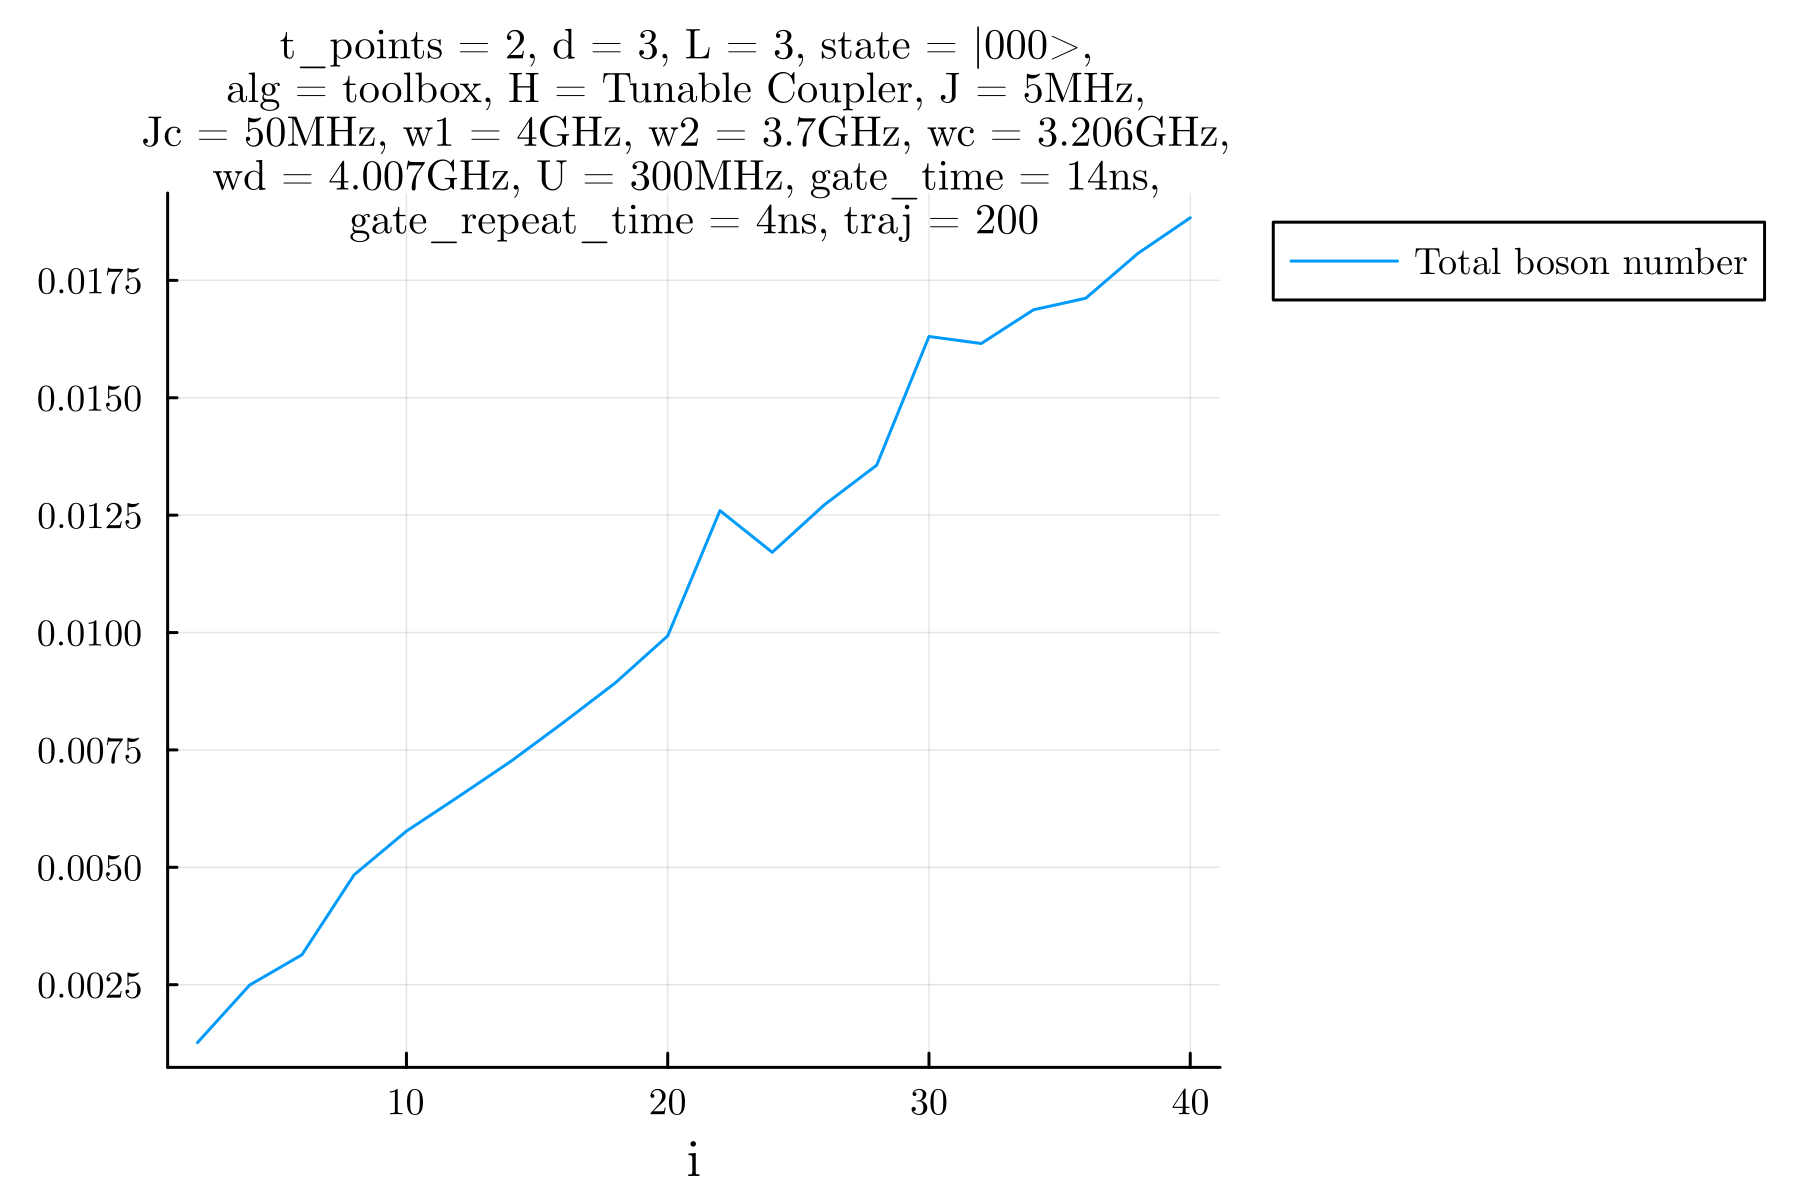 t_points = 2, d = 3, L = 3, state = |000>,
alg = toolbox, H = Tunable Coupler, J = 5MHz,
Jc = 50MHz, w1 = 4GHz, w2 = 3.7GHz, wc = 3.206GHz,
wd = 4.007GHz, U = 300MHz, gate_time = 14ns,
gate_repeat_time = 4ns, traj = 200
Total boson number
0.0175
0.0150
0.0125
0.0100
0.0075
0.0050
0.0025
10 20 30 40
i